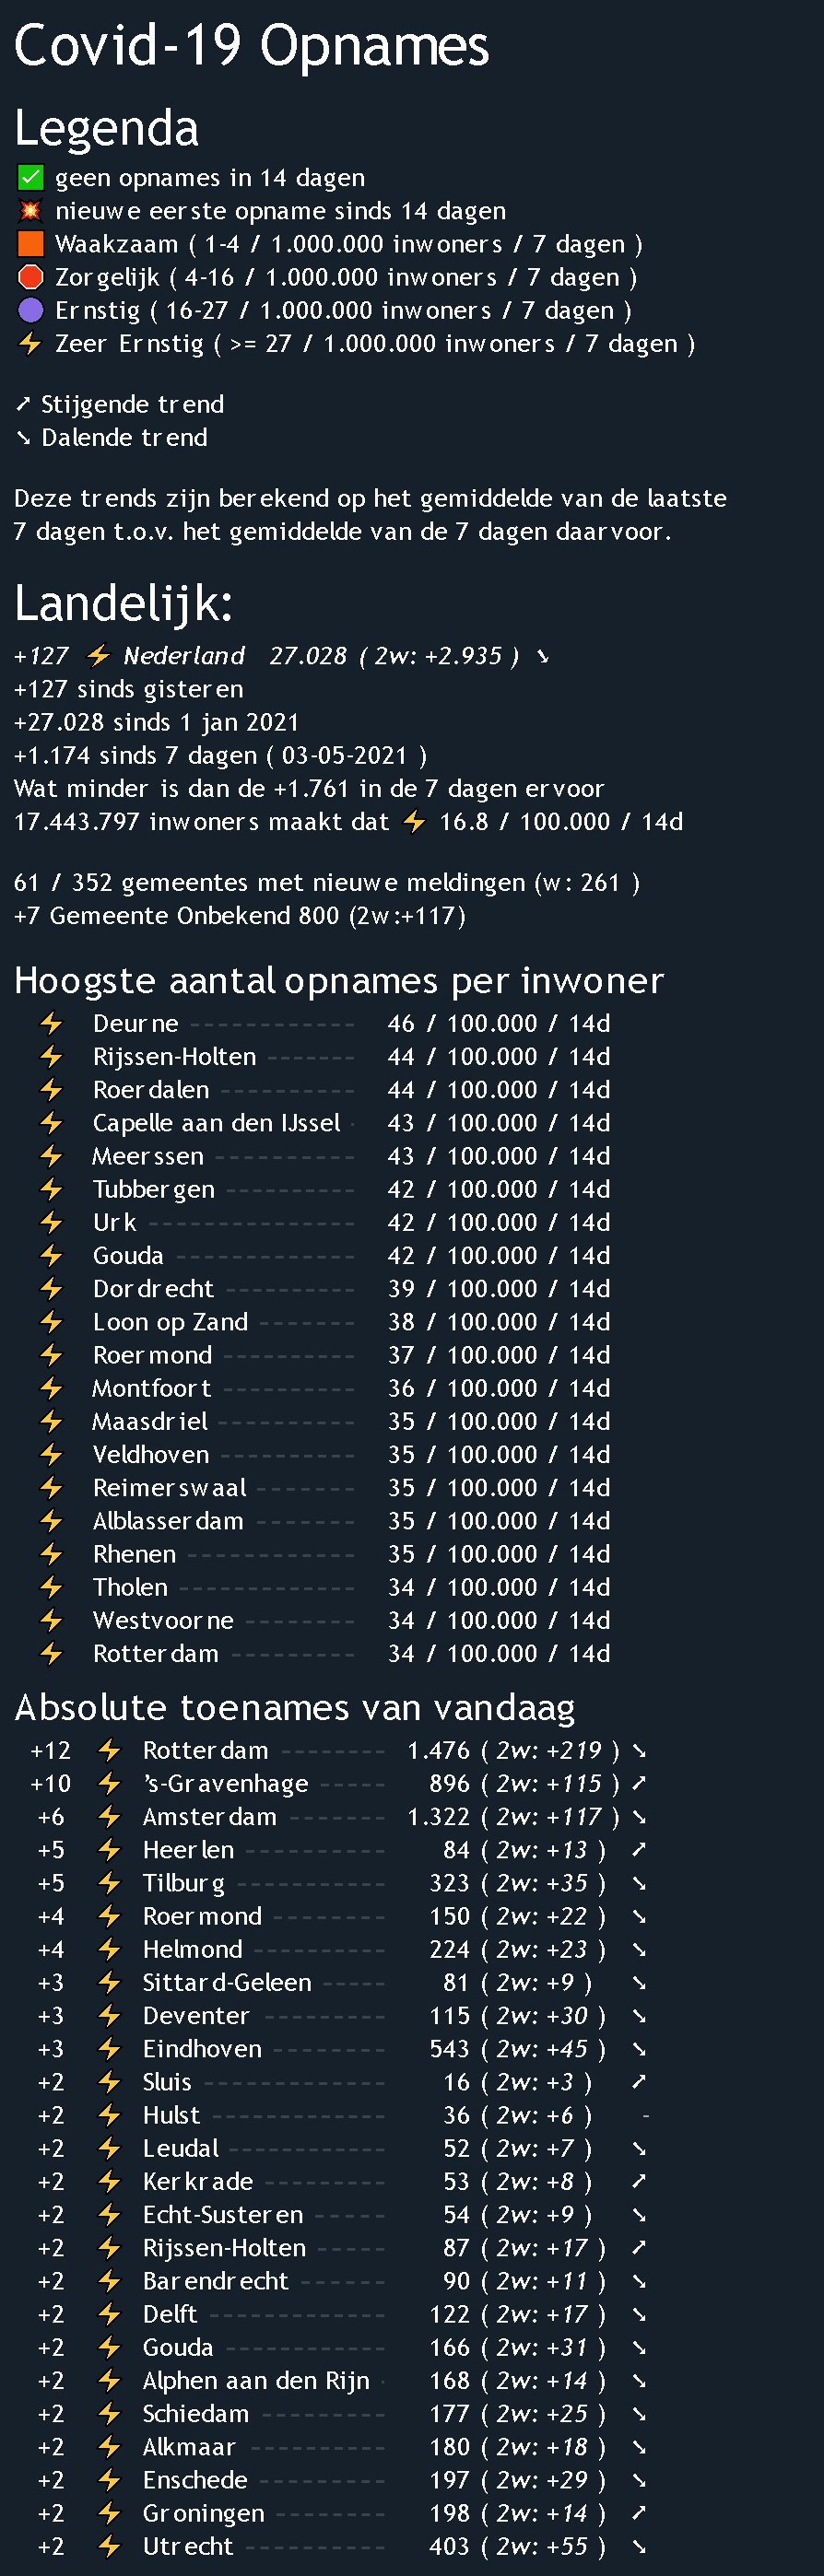 Covid-19 Opnames
Legenda
✅ geen opnames in 14 dagen
💥 nieuwe eerste opname sinds 14 dagen
🟧 Waakzaam ( 1-4 / 1.000.000 inwoners / 7 dagen )
🛑 Zorgelijk ( 4-16 / 1.000.000 inwoners / 7 dagen )
🟣 Ernstig ( 16-27 / 1.000.000 inwoners / 7 dagen )
⚡ Zeer Ernstig ( >= 27 / 1.000.000 inwoners / 7 dagen )
➚ Stijgende trend
➘ Dalende trend
Deze trends zijn berekend op het gemiddelde van de laatste
7 dagen t.o.v. het gemiddelde van de 7 dagen daarvoor.
Landelijk:
+127 ⚡ Nederland 27.028 ( 2w: +2.935 ) ➘
+127 sinds gisteren
+27.028 sinds 1 jan 2021
+1.174 sinds 7 dagen ( 03-05-2021 )
Wat minder is dan de +1.761 in de 7 dagen ervoor
17.443.797 inwoners maakt dat ⚡ 16.8 / 100.000 / 14d
61 / 352 gemeentes met nieuwe meldingen (w: 261 )
+7 Gemeente Onbekend 800 (2w:+117)
Hoogste aantal opnames per inwoner
⚡ Deurne ------------ 46 / 100.000 / 14d
⚡ Rijssen-Holten ------- 44 / 100.000 / 14d
⚡ Roerdalen ---------- 44 / 100.000 / 14d
⚡ Capelle aan den IJssel - 43 / 100.000 / 14d
⚡ Meerssen ---------- 43 / 100.000 / 14d
⚡ Tubbergen ---------- 42 / 100.000 / 14d
⚡ Urk --------------- 42 / 100.000 / 14d
⚡ Gouda ------------- 42 / 100.000 / 14d
⚡ Dordrecht ---------- 39 / 100.000 / 14d
⚡ Loon op Zand ------- 38 / 100.000 / 14d
⚡ Roermond ---------- 37 / 100.000 / 14d
⚡ Montfoort ---------- 36 / 100.000 / 14d
⚡ Maasdriel ---------- 35 / 100.000 / 14d
⚡ Veldhoven ---------- 35 / 100.000 / 14d
⚡ Reimerswaal ------- 35 / 100.000 / 14d
⚡ Alblasserdam ------- 35 / 100.000 / 14d
⚡ Rhenen ------------ 35 / 100.000 / 14d
⚡ Tholen ------------- 34 / 100.000 / 14d
⚡ Westvoorne -------- 34 / 100.000 / 14d
⚡ Rotterdam --------- 34 / 100.000 / 14d
Absolute toenames van vandaag
+12 ⚡ Rotterdam -------- 1.476 ( 2w: +219 ) ➘
+10 ⚡ 's-Gravenhage ------ 896 ( 2w: +115 ) ➚
+6 ⚡ Amsterdam ------- 1.322 ( 2w: +117 ) ➘
+5 ⚡ Heerlen ---------- 84 ( 2w: +13 ) ➚
+5 ⚡ Tilburg ----------- 323 ( 2w: +35 ) ➘
+4 ⚡ Roermond -------- 150 ( 2w: +22 ) ➘
+4 ⚡ Helmond ---------- 224 ( 2w: +23 ) ➘
+3 ⚡ Sittard-Geleen ----- 81 ( 2w: +9 ) ➘
+3 ⚡ Deventer --------- 115 ( 2w: +30 ) ➘
+3 ⚡ Eindhoven -------- 543 ( 2w: +45 ) ➘
+2 ⚡ Sluis ------------- 16 ( 2w: +3 ) ➚
+2 ⚡ Hulst ------------- 36 ( 2w: +6 ) -
+2 ⚡ Leudal ----------- 52 ( 2w: +7 ) ➘
+2 ⚡ Kerkrade --------- 53 ( 2w: +8 ) ➚
+2 ⚡ Echt-Susteren ----- 54 ( 2w: +9 ) ➘
+2 ⚡ Rijssen-Holten ----- 87 ( 2w: +17 ) ➚
+2 ⚡ Barendrecht ------ 90 ( 2w: +11 ) ➘
+2 ⚡ Delft ------------- 122 ( 2w: +17 ) ➘
+2 ⚡ Gouda ------------ 166 ( 2w: +31 ) ➘
+2 ⚡ Alphen aan den Rijn - 168 ( 2w: +14 ) ➘
+2 ⚡ Schiedam --------- 177 ( 2w: +25 ) ➘
+2 ⚡ Alkmaar ---------- 180 ( 2w: +18 ) ➘
+2 ⚡ Enschede --------- 197 ( 2w: +29 ) ➘
+2 ⚡ Groningen -------- 198 ( 2w: +14 ) ➚
+2 ⚡ Utrecht ---------- 403 ( 2w: +55 ) ➘